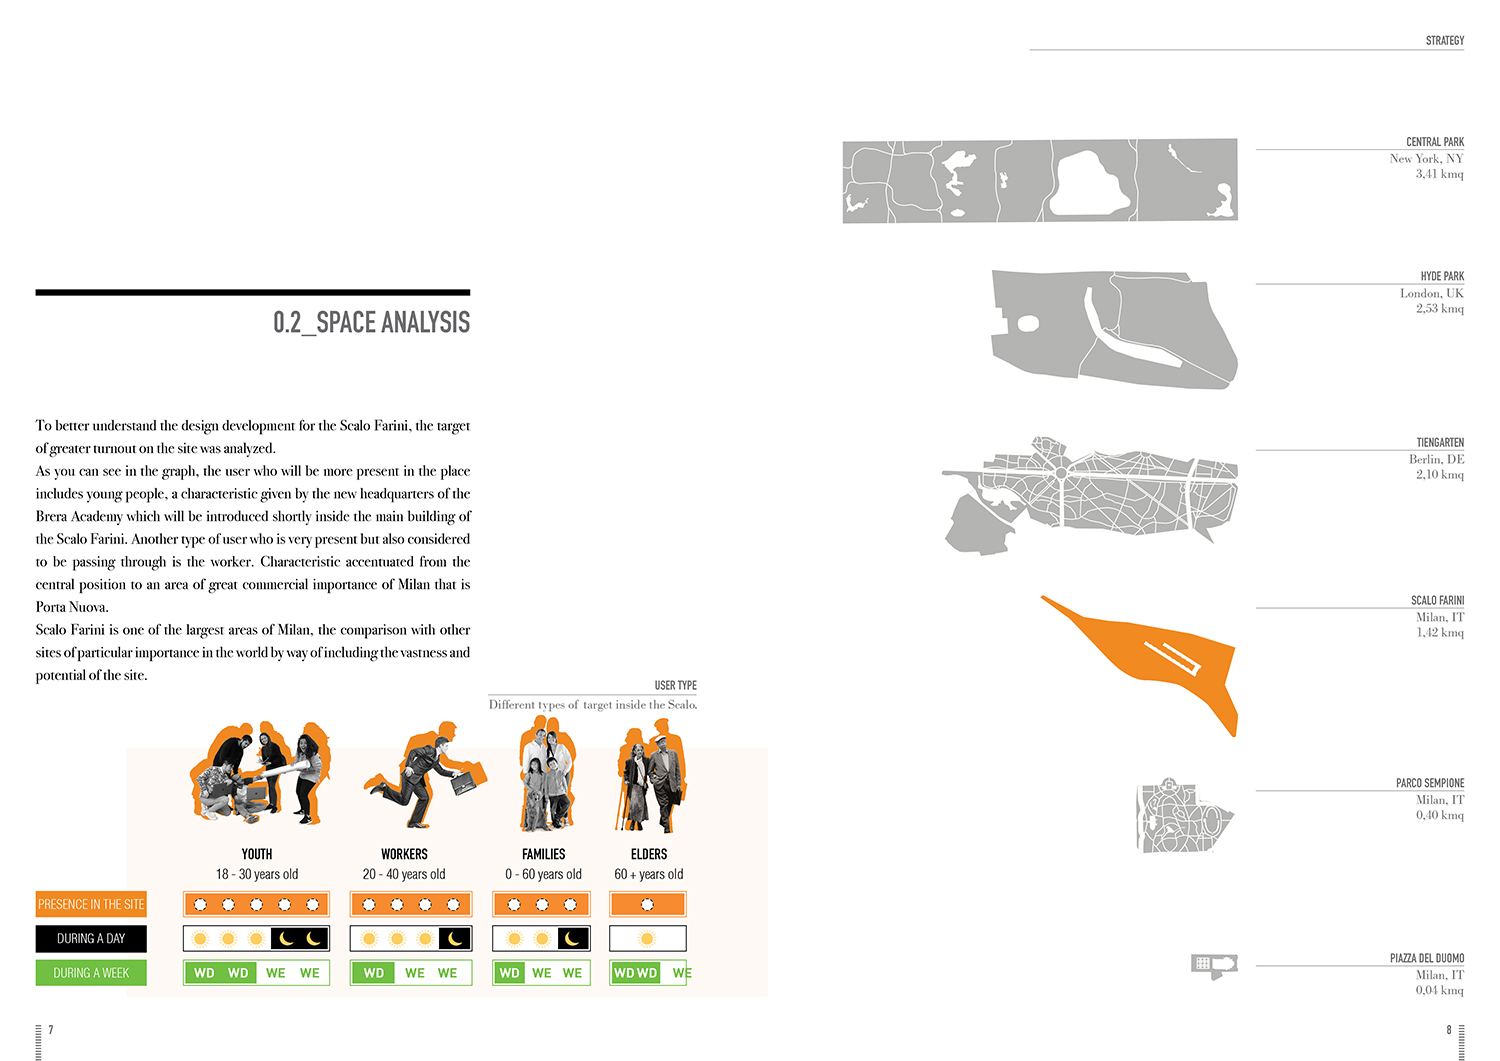 0.2_SPACE ANALYSIS
To better understand the design development for the Scalo Farini, the target
of greater turnout on the site was analyzed.
As you can see in the graph, the user who will be more present in the place
includes young people, a characteristic given by the new headquarters of the
Brera Academy which will be introduced shortly inside the main building of
the Scalo Farini. Another type of user who is very present but also considered
to be passing through is the worker. Characteristic accentuated from the
central position to an area of great commercial importance of Milan that is
Porta Nuova.
Scalo Farini is one of the largest areas of Milan, the comparison with other
sites of particular importance in the world by way of including the vastness and
potential of the site.
USER TYPE
Different types of target inside the Scalo.
YOUTH WORKERS FAMILIES ELDERS
18 - 30 years old 20 - 40 years old 0 - 60 years old 60 + years old
PRESENCE IN THE SITE
DURING A DAY
DURING A WEEK WD WD WE WE WD WE WE WD WE WE WD WD WE
7
STRATEGY
CENTRAL PARK
New York, NY
3,41 kmq
HYDE PARK
London, UK
2,53 kmq
TIENGARTEN
Berlin, DE
2,10 kmq
SCALO FARINI
Milan, IT
1,42 kmq
PARCO SEMPIONE
Milan, IT
0,40 kmq
PIAZZA DEL DUOMO
Milan, IT
0,04 kmq
8